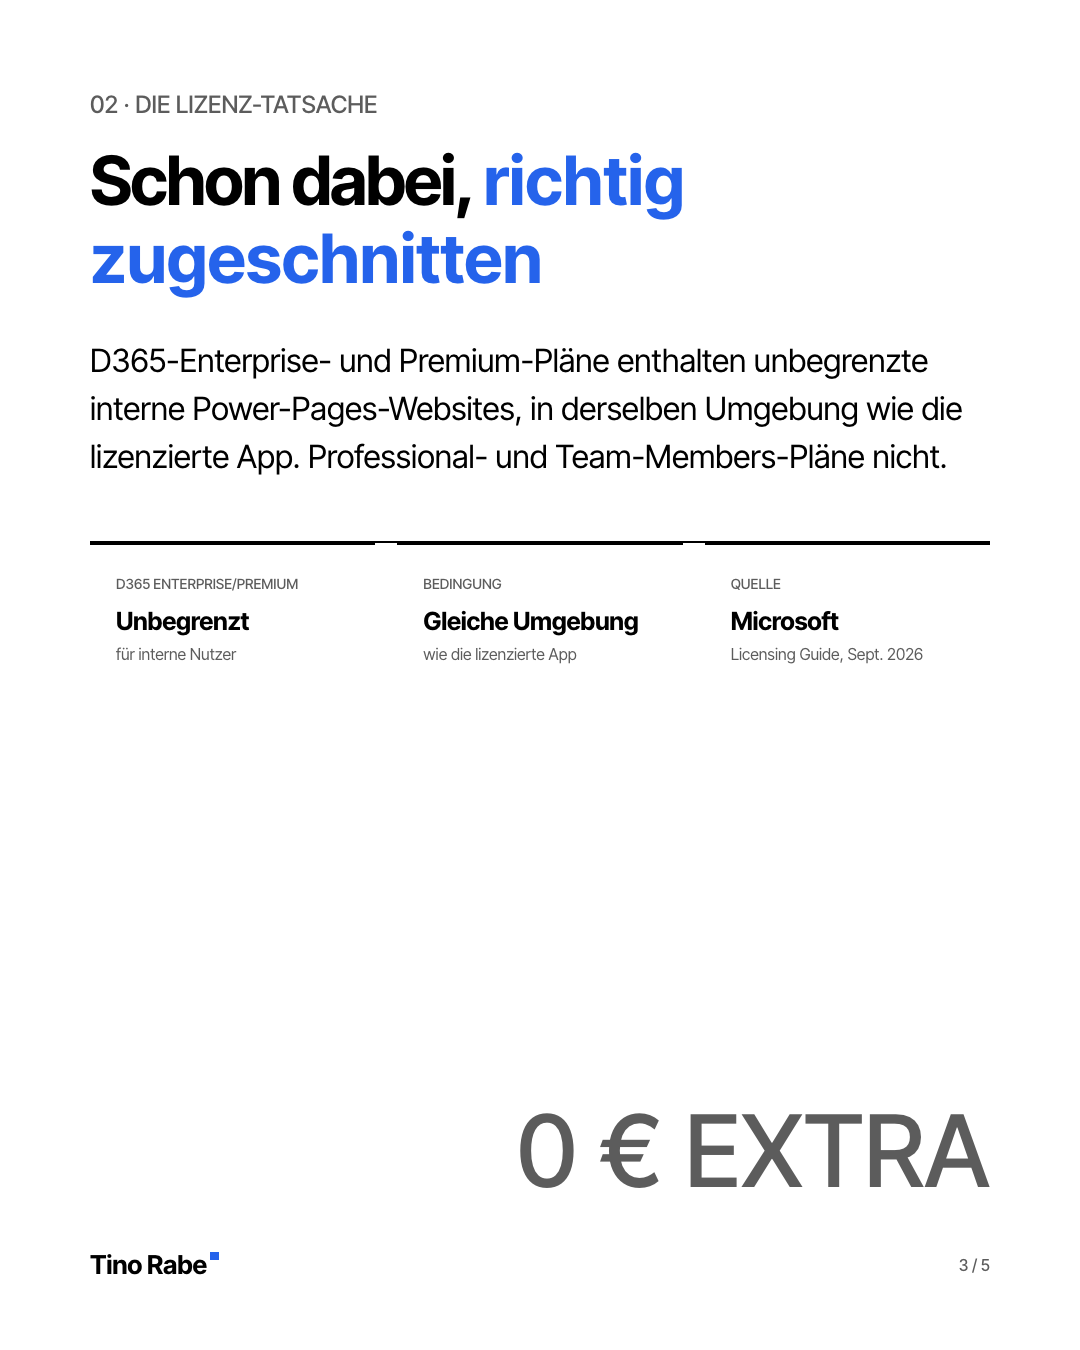 02 · DIE LIZENZ-TATSACHE
Schon dabei, richtig
zugeschnitten
D365-Enterprise- und Premium-Pläne enthalten unbegrenzte
interne Power-Pages-Websites, in derselben Umgebung wie die
lizenzierte App. Professional- und Team-Members-Pläne nicht.
D365 ENTERPRISE/PREMIUM
Unbegrenzt
für interne Nutzer
BEDINGUNG
Gleiche Umgebung
wie die lizenzierte App
QUELLE
Microsoft
Licensing Guide, Sept. 2026
0 € EXTRA
Tino Rabe
3 / 5